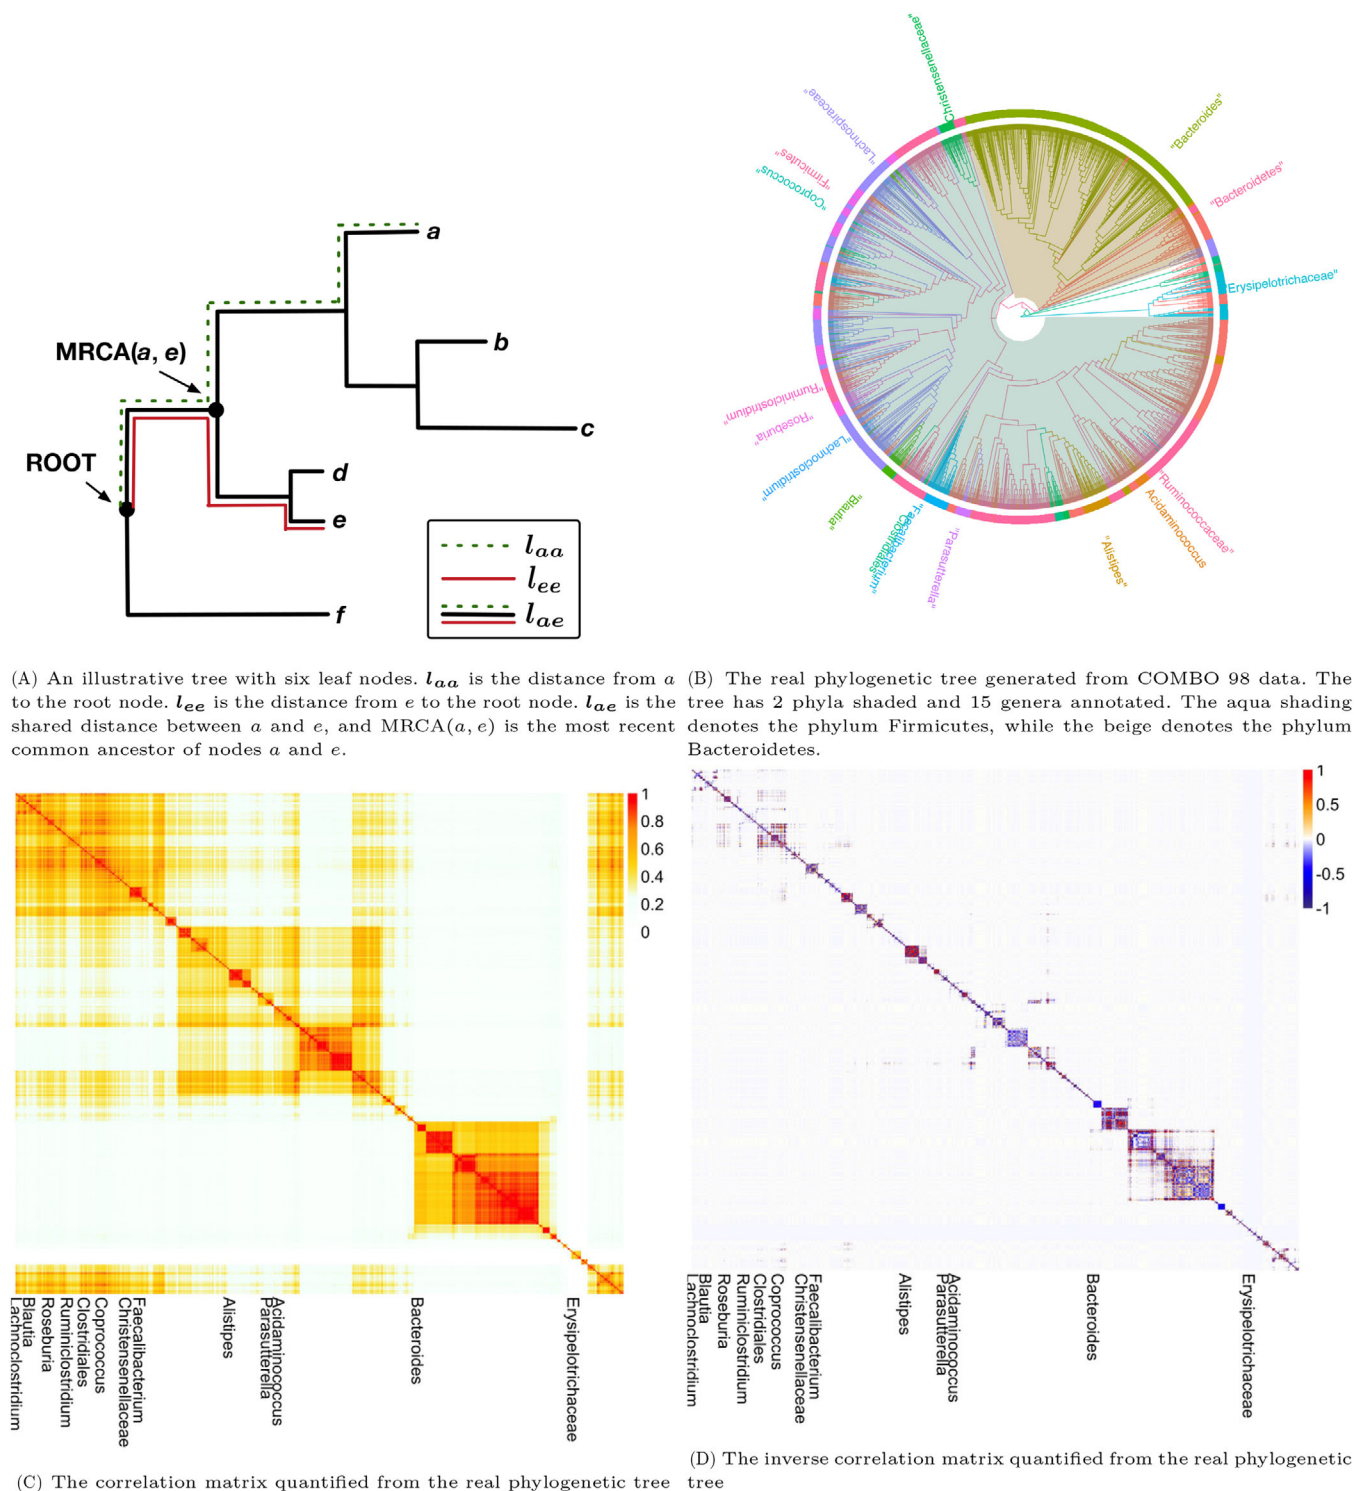 a
b
MRCA(a, e)
c
ROOT
d
e
f
laa
lee
lae
"Christensenellaceae"
"Lachnospiraceae"
"Firmicutes"
"Coprococcus"
"Bacteroides"
"Bacteroidetes"
Erysipelotrichaceae"
"Ruminiclostridium"
"Roseburia"
"Lachnoclostridium"
"Blautia"
Clostridiales
"Faecalibacterium"
"Parasutterella"
"Alistipes"
Acidaminococcus
"Ruminococcaceae"
(A) An illustrative tree with six leaf nodes. laa is the distance from a
to the root node. lee is the distance from e to the root node. lae is the
shared distance between a and e, and MRCA(a, e) is the most recent
common ancestor of nodes a and e.
(B) The real phylogenetic tree generated from COMBO 98 data. The
tree has 2 phyla shaded and 15 genera annotated. The aqua shading
denotes the phylum Firmicutes, while the beige denotes the phylum
Bacteroidetes.
1
0.8
0.6
0.4
0.2
0
Lachnoclostridium
Blautia
Roseburia
Ruminiclostridium
Clostridiales
Coprococcus
Christensenellaceae
Faecalibacterium
Alistipes
Parasutterella
Acidaminococcus
Bacteroides
Erysipelotrichaceae
(C) The correlation matrix quantified from the real phylogenetic tree
1
0.5
0
-0.5
-1
Lachnoclostridium
Blautia
Roseburia
Ruminiclostridium
Clostridiales
Coprococcus
Christensenellaceae
Faecalibacterium
Alistipes
Parasutterella
Acidaminococcus
Bacteroides
Erysipelotrichaceae
(D) The inverse correlation matrix quantified from the real phylogenetic
tree